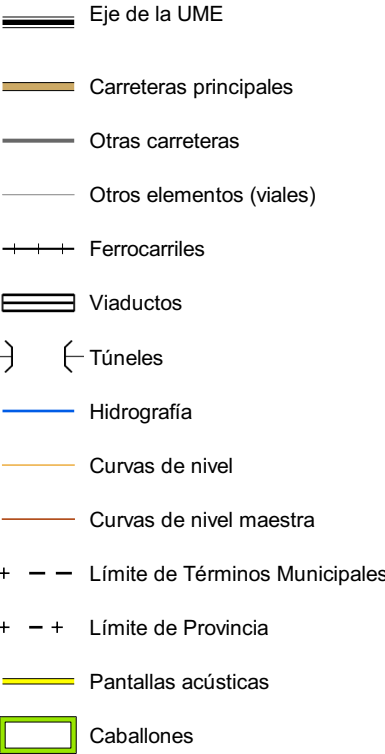 Eje de la UME
Carreteras principales
Otras carreteras
Otros elementos (viales)
Ferrocarriles
Viaductos
Túneles
Hidrografía
Curvas de nivel
Curvas de nivel maestra
Límite de Términos Municipales
Límite de Provincia
Pantallas acústicas
Caballones